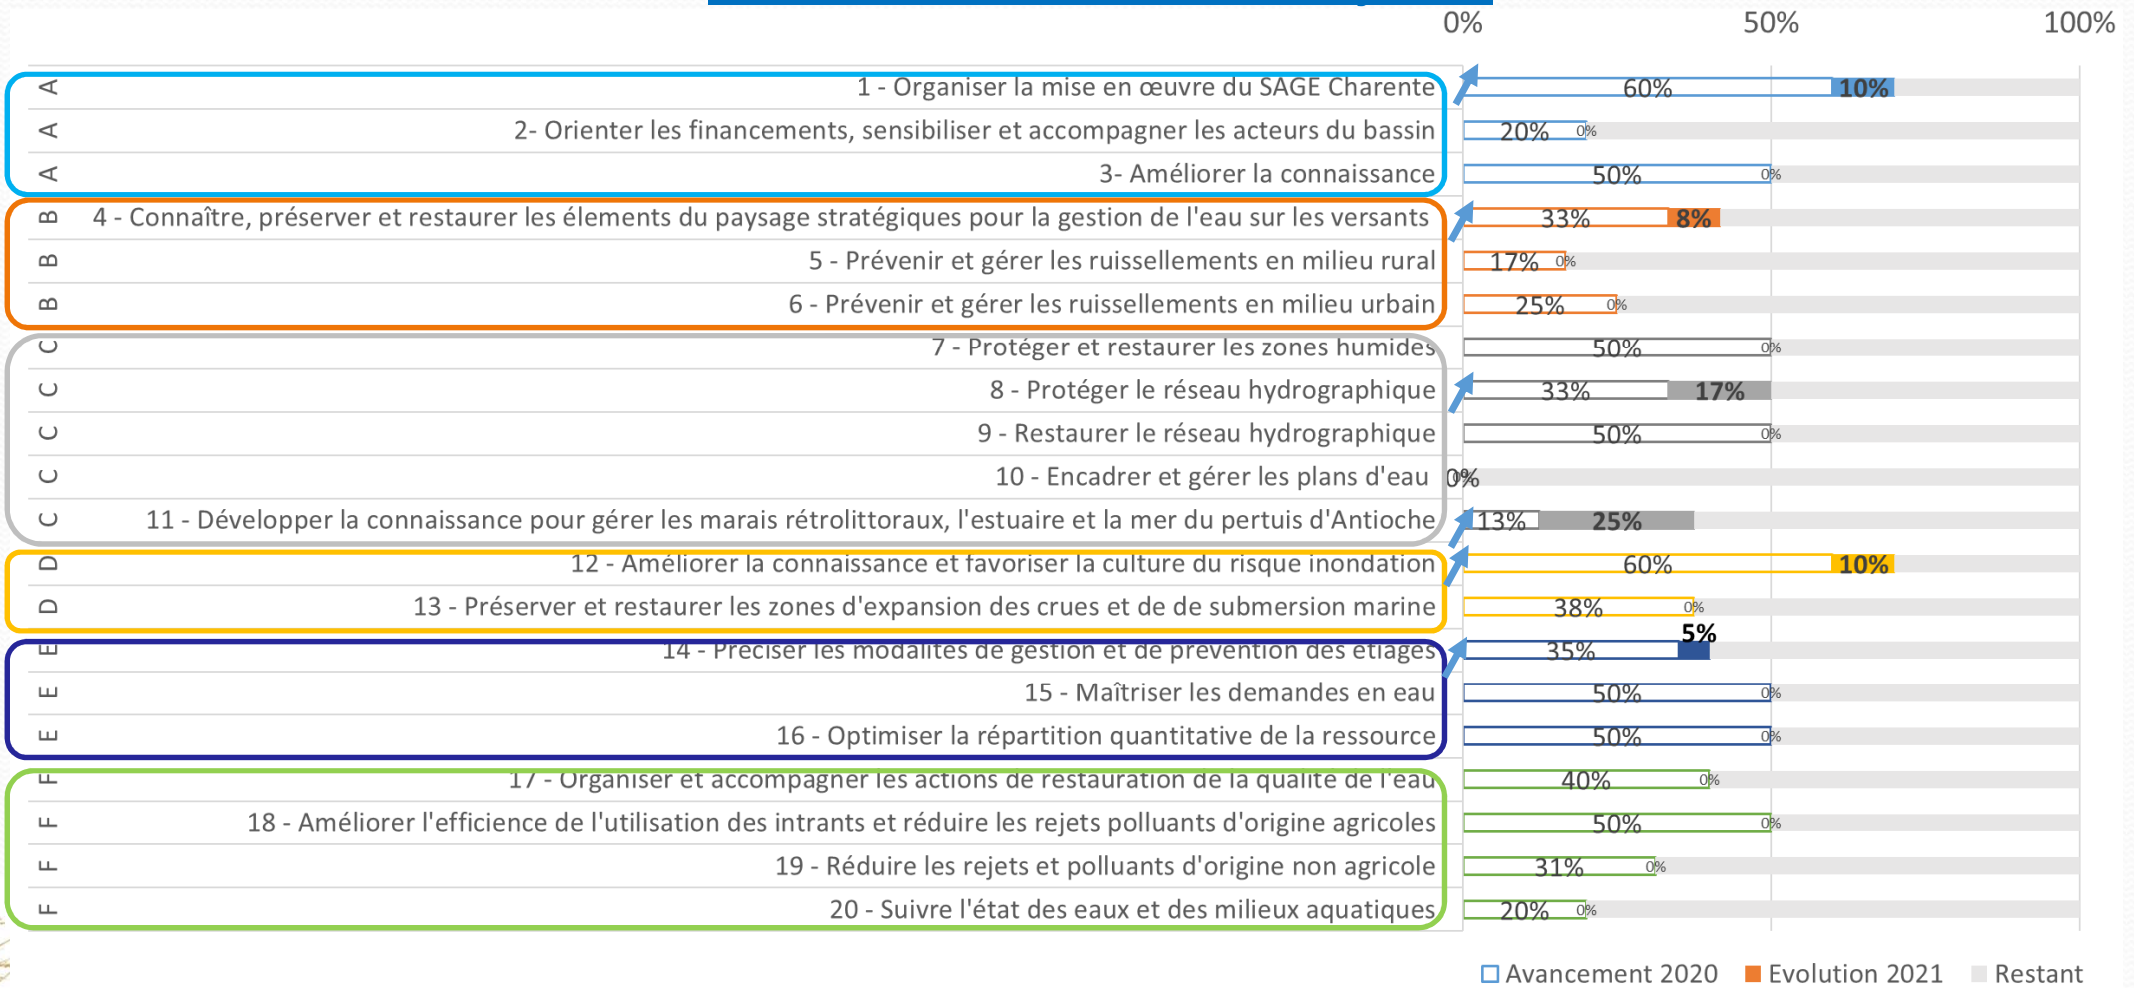 0% 50% 100%
A 1 - Organiser la mise en œuvre du SAGE Charente 60% 10%
A 2- Orienter les financements, sensibiliser et accompagner les acteurs du bassin 20% 0%
A 3- Améliorer la connaissance 50% 0%
B 4 - Connaître, préserver et restaurer les élements du paysage stratégiques pour la gestion de l'eau sur les versants 33% 8%
B 5 - Prévenir et gérer les ruissellements en milieu rural 17% 0%
B 6 - Prévenir et gérer les ruissellements en milieu urbain 25% 0%
C 7 - Protéger et restaurer les zones humides 50% 0%
C 8 - Protéger le réseau hydrographique 33% 17%
C 9 - Restaurer le réseau hydrographique 50% 0%
C 10 - Encadrer et gérer les plans d'eau 0% 0%
C 11 - Développer la connaissance pour gérer les marais rétrolittoraux, l'estuaire et la mer du pertuis d'Antioche 13% 25%
D 12 - Améliorer la connaissance et favoriser la culture du risque inondation 60% 10%
D 13 - Préserver et restaurer les zones d'expansion des crues et de de submersion marine 38% 0%
E 14 - Préciser les modalités de gestion et de prévention des étiages 35% 5%
E 15 - Maîtriser les demandes en eau 50% 0%
E 16 - Optimiser la répartition quantitative de la ressource 50% 0%
F 17 - Organiser et accompagner les actions de restauration de la qualité de l'eau 40% 0%
F 18 - Améliorer l'efficience de l'utilisation des intrants et réduire les rejets polluants d'origine agricoles 50% 0%
F 19 - Réduire les rejets et polluants d'origine non agricole 31% 0%
F 20 - Suivre l'état des eaux et des milieux aquatiques 20% 0%
Avancement 2020 Evolution 2021 Restant